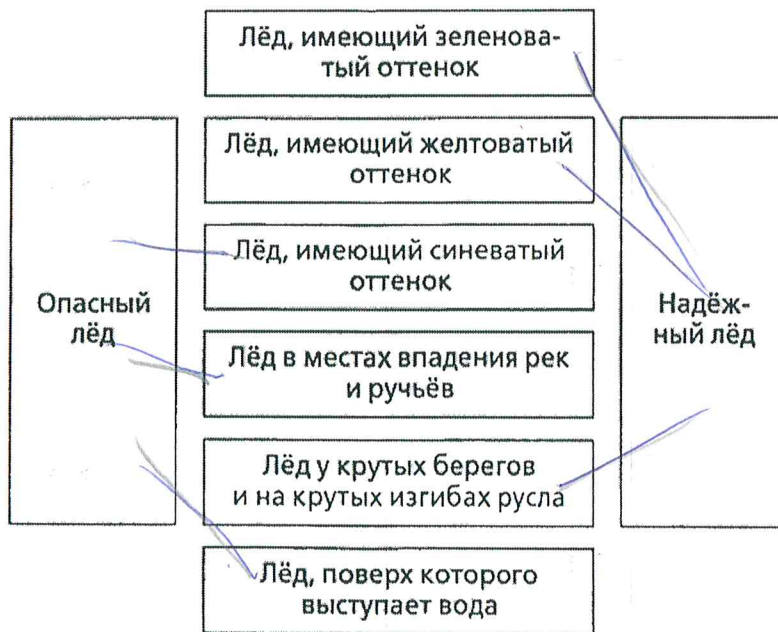 Лёд, имеющий зеленова-
тый оттенок
Лёд, имеющий желтоватый
оттенок
Лёд, имеющий синеватый
оттенок
Опасный
лёд
Надёж-
ный лёд
Лёд в местах впадения рек
и ручьёв
Лёд у крутых берегов
и на крутых изгибах русла
Лёд, поверх которого
выступает вода